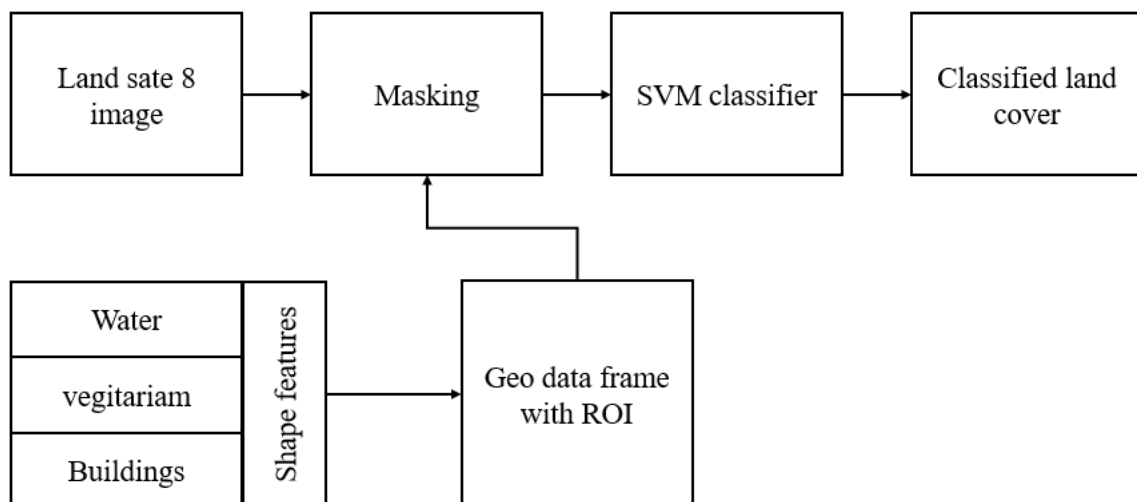 Land sate 8
image
Masking
SVM classifier
Classified land
cover
Water
vegitariam
Buildings
Shape features
Geo data frame
with ROI